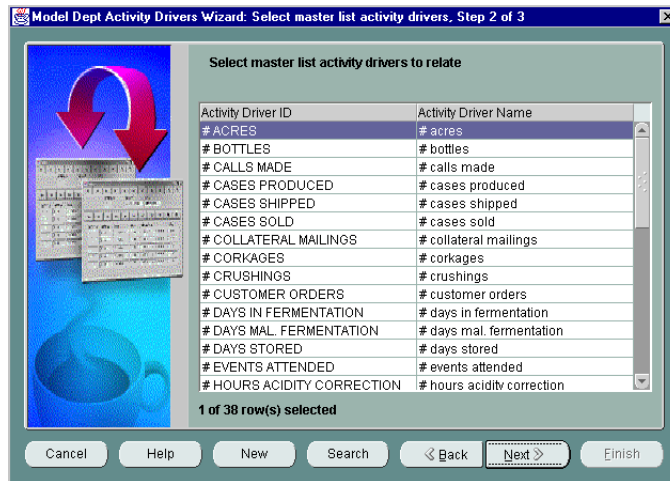 Model Dept Activity Drivers Wizard: Select master list activity drivers, Step 2 of 3
Select master list activity drivers to relate
Activity Driver ID Activity Driver Name
# ACRES # acres
# BOTTLES # bottles
# CALLS MADE # calls made
# CASES PRODUCED # cases produced
# CASES SHIPPED # cases shipped
# CASES SOLD # cases sold
# COLLATERAL MAILINGS # collateral mailings
# CORKAGES # corkages
# CRUSHINGS # crushings
# CUSTOMER ORDERS # customer orders
# DAYS IN FERMENTATION # days in fermentation
# DAYS MAL. FERMENTATION # days mal. fermentation
# DAYS STORED # days stored
# EVENTS ATTENDED # events attended
# HOURS ACIDITY CORRECTION # hours acidity correction
1 of 38 row(s) selected
Cancel Help New Search Back Next Finish